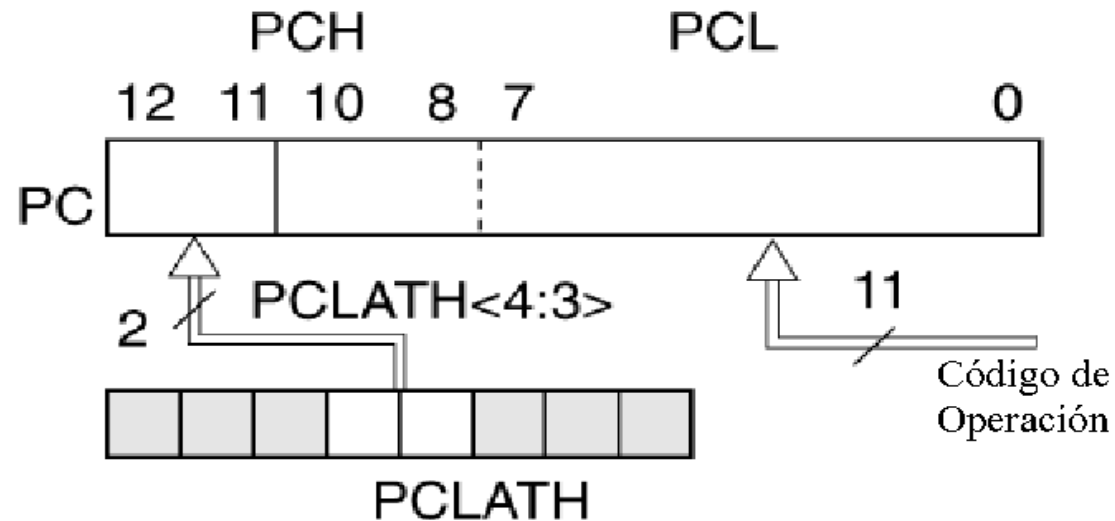 PCH PCL
12 11 10 8 7 0
PC
2 PCLATH<4:3> 11
Código de
Operación
PCLATH